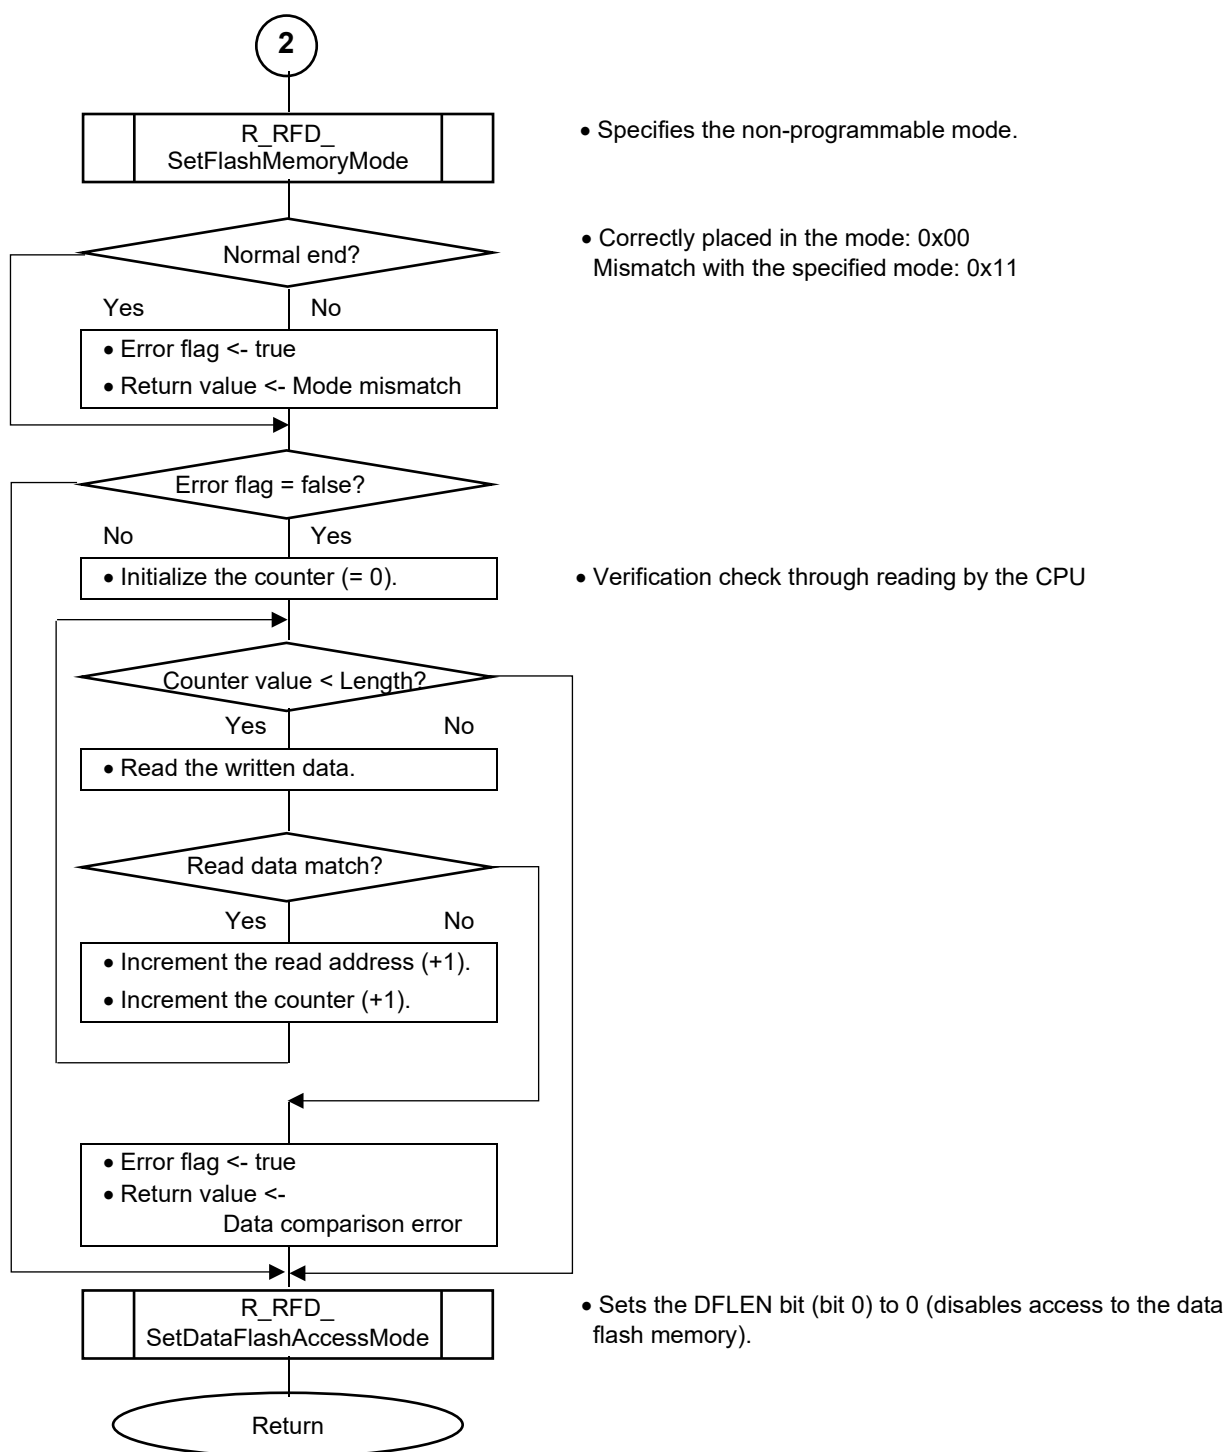 2
R_RFD_
SetFlashMemoryMode
• Specifies the non-programmable mode.
Normal end?
• Correctly placed in the mode: 0x00
Mismatch with the specified mode: 0x11
Yes
No
• Error flag <- true
• Return value <- Mode mismatch
Error flag = false?
No
Yes
• Initialize the counter (= 0).
• Verification check through reading by the CPU
Counter value < Length?
Yes
No
• Read the written data.
Read data match?
Yes
No
• Increment the read address (+1).
• Increment the counter (+1).
• Error flag <- true
• Return value <-
Data comparison error
R_RFD_
SetDataFlashAccessMode
• Sets the DFLEN bit (bit 0) to 0 (disables access to the data
flash memory).
Return